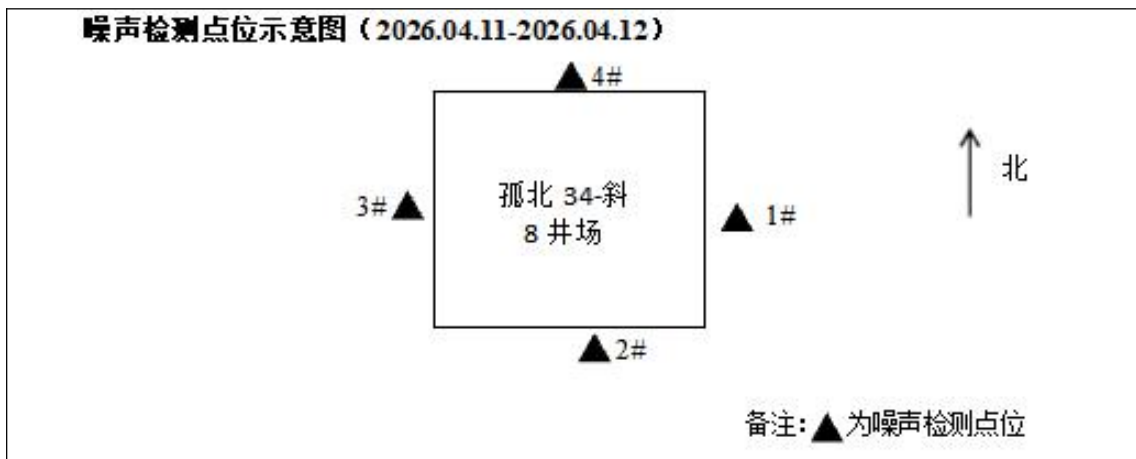 噪声检测点位示意图（2026.04.11-2026.04.12）
4#
北
3#
孤北 34-斜
8 井场
1#
2#
备注:▲为噪声检测点位